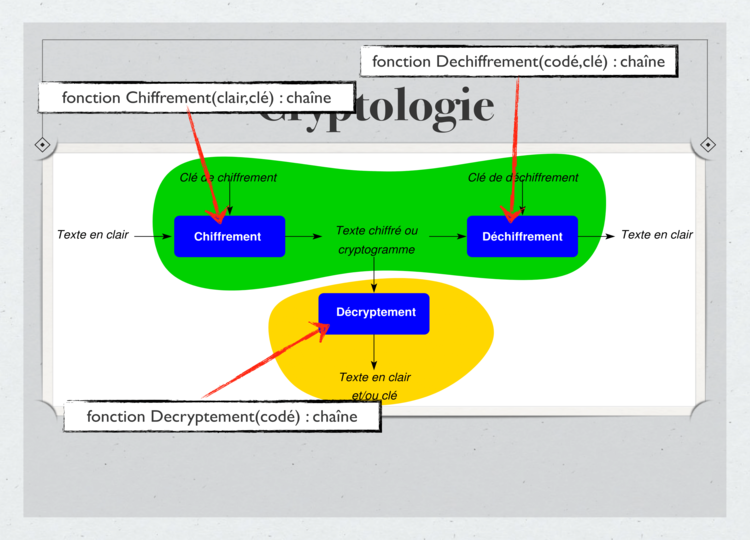 fonction Dechiffrement(codé,clé) : chaîne
fonction Chiffrement(clair,clé) : chaîne
Cryptologie
Clé de chiffrement
Clé de déchiffrement
Texte en clair
Chiffrement
Texte chiffré ou
cryptogramme
Déchiffrement
Texte en clair
Décryptement
Texte en clair
et/ou clé
fonction Decryptement(codé) : chaîne